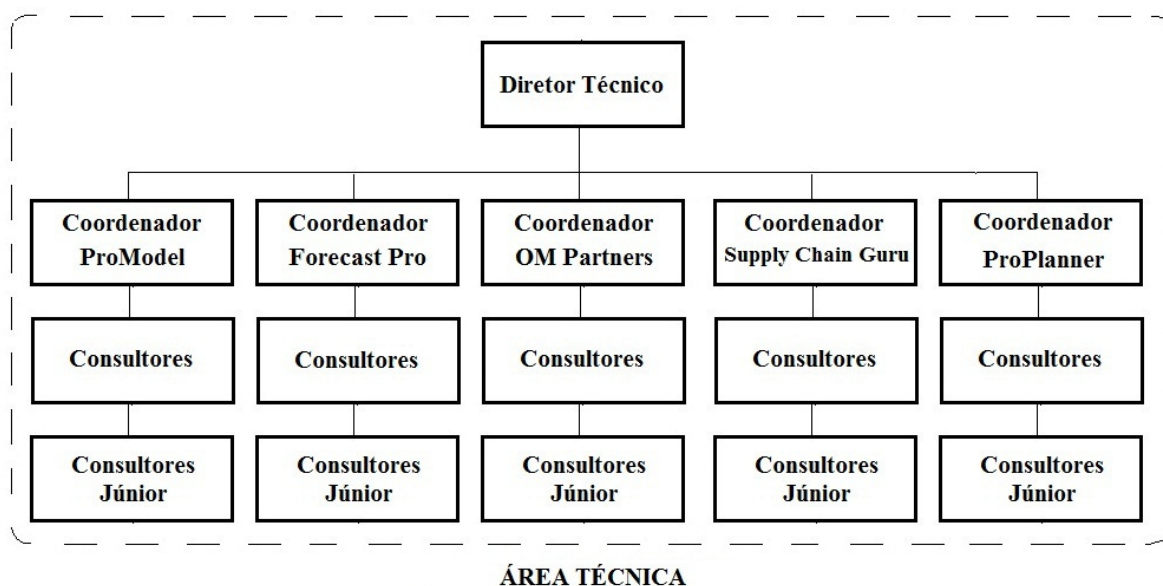 Diretor Técnico
Coordenador
ProModel
Coordenador
Forecast Pro
Coordenador
OM Partners
Coordenador
Supply Chain Guru
Coordenador
ProPlanner
Consultores
Consultores
Consultores
Consultores
Consultores
Consultores
Júnior
Consultores
Júnior
Consultores
Júnior
Consultores
Júnior
Consultores
Júnior
ÁREA TÉCNICA